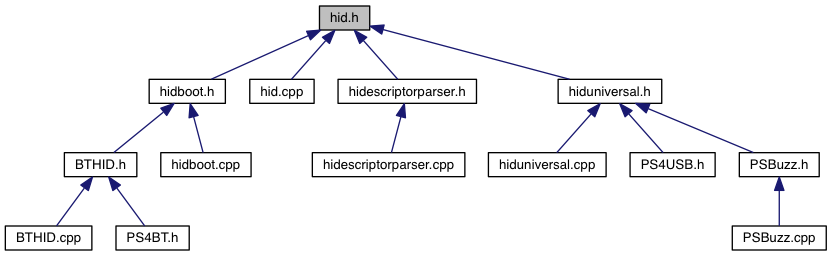 hid.h
hidboot.h
hid.cpp
hidescriptorparser.h
hiduniversal.h
BTHID.h
hidboot.cpp
hidescriptorparser.cpp
hiduniversal.cpp
PS4USB.h
PSBuzz.h
BTHID.cpp
PS4BT.h
PSBuzz.cpp